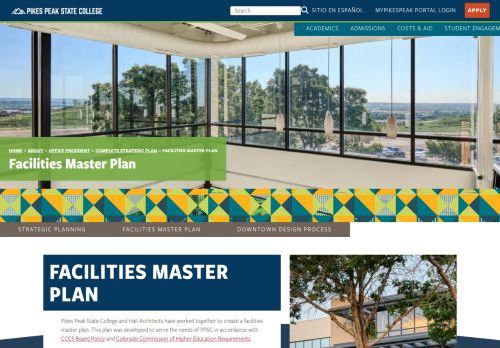 PIKES PEAK STATE COLLEGE
Search
SITIO EN ESPAÑOL
MYPIKESPEAK PORTAL LOGIN
APPLY
ACADEMICS
ADMISSIONS
COSTS & AID
STUDENT ENGAGEM
HOME > ABOUT > OFFICE PRESIDENT > COMPLETE STRATEGIC PLAN > FACILITIES MASTER PLAN
Facilities Master Plan
STRATEGIC PLANNING
FACILITIES MASTER PLAN
DOWNTOWN DESIGN PROCESS
FACILITIES MASTER
PLAN
Pikes Peak State College and Hall Architects have worked together to create a facilities
master plan. This plan was developed to serve the needs of PPSC in accordance with
CCCS Board Policy and Colorado Commission of Higher Education Requirements.